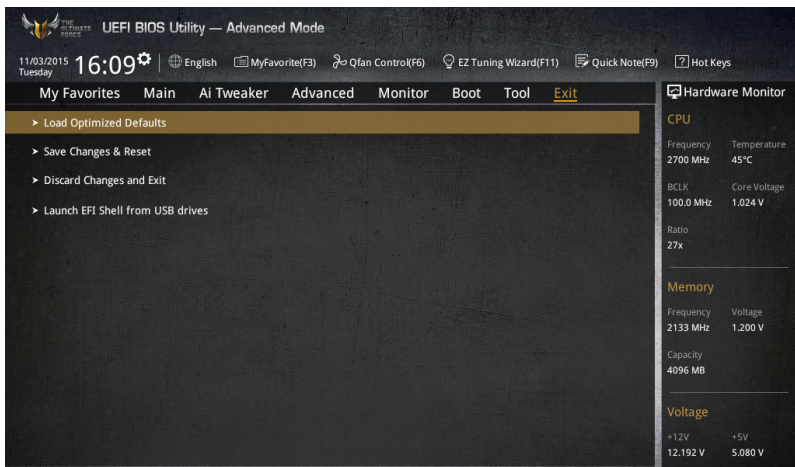 THE
ULTIMATE
FORCE
UEFI BIOS Utility — Advanced Mode
11/03/2015
Tuesday
16:09
English
MyFavorite(F3)
Qfan Control(F6)
EZ Tuning Wizard(F11)
Quick Note(F9)
? Hot Keys
My Favorites Main Ai Tweaker Advanced Monitor Boot Tool Exit
Load Optimized Defaults
Save Changes & Reset
Discard Changes and Exit
Launch EFI Shell from USB drives
Hardware Monitor
CPU
Frequency Temperature
2700 MHz 45°C
BCLK Core Voltage
100.0 MHz 1.024 V
Ratio
27x
Memory
Frequency Voltage
2133 MHz 1.200 V
Capacity
4096 MB
Voltage
+12V +5V
12.192 V 5.080 V